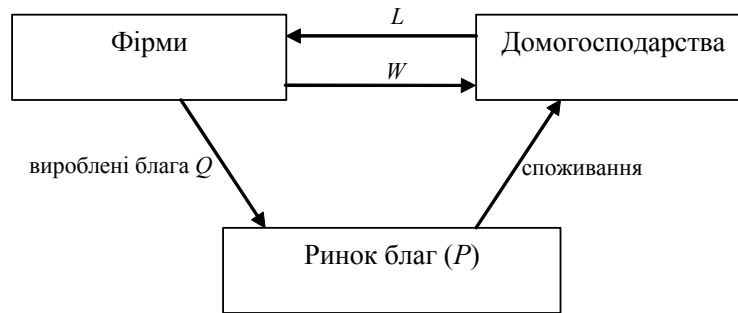 Фірми
L
Домогосподарства
W
вироблені блага Q
споживання
Ринок благ (P)